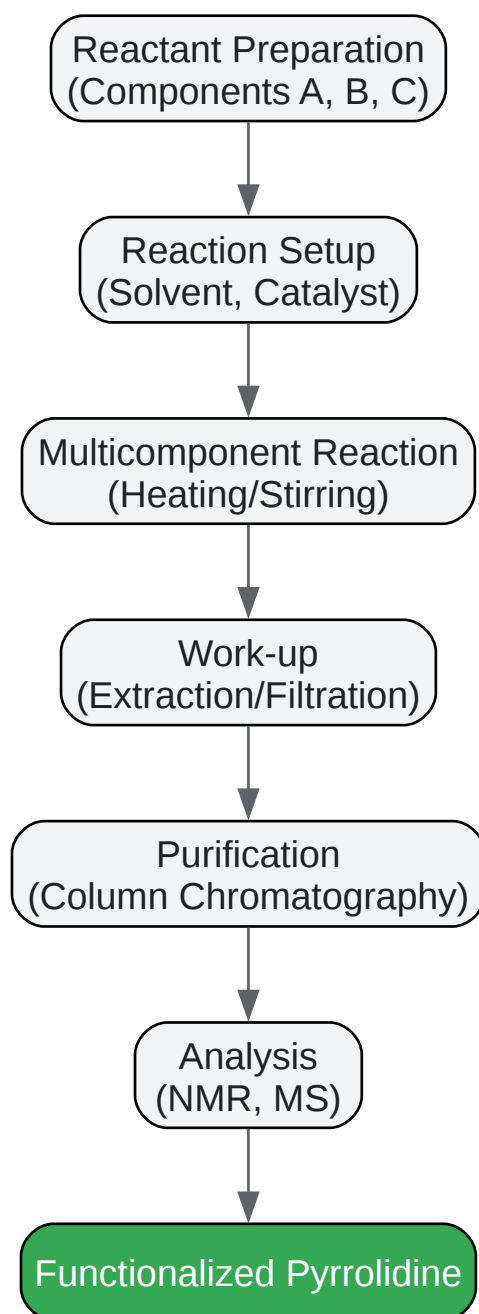 Reactant Preparation
(Components A, B, C)
Reaction Setup
(Solvent, Catalyst)
Multicomponent Reaction
(Heating/Stirring)
Work-up
(Extraction/Filtration)
Purification
(Column Chromatography)
Analysis
(NMR, MS)
Functionalized Pyrrolidine